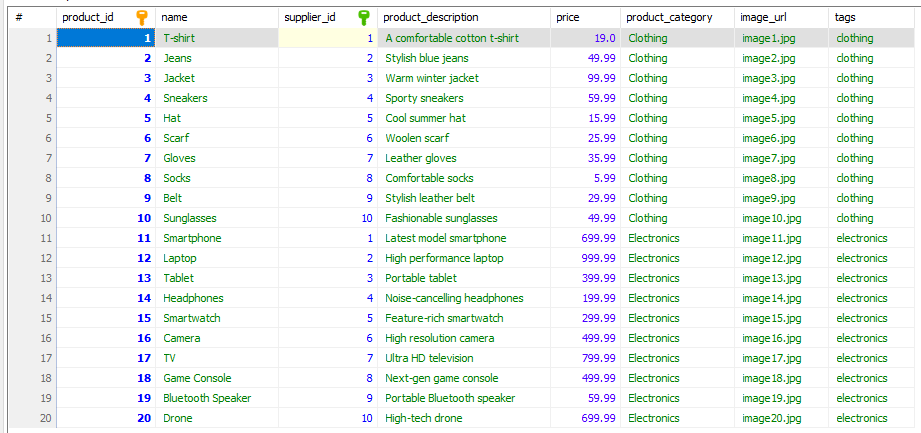 # product_id name supplier_id product_description price product_category image_url tags
1 1 T-shirt 1 A comfortable cotton t-shirt 19.0 Clothing image1.jpg clothing
2 2 Jeans 2 Stylish blue jeans 49.99 Clothing image2.jpg clothing
3 3 Jacket 3 Warm winter jacket 99.99 Clothing image3.jpg clothing
4 4 Sneakers 4 Sporty sneakers 59.99 Clothing image4.jpg clothing
5 5 Hat 5 Cool summer hat 15.99 Clothing image5.jpg clothing
6 6 Scarf 6 Woolen scarf 25.99 Clothing image6.jpg clothing
7 7 Gloves 7 Leather gloves 35.99 Clothing image7.jpg clothing
8 8 Socks 8 Comfortable socks 5.99 Clothing image8.jpg clothing
9 9 Belt 9 Stylish leather belt 29.99 Clothing image9.jpg clothing
10 10 Sunglasses 10 Fashionable sunglasses 49.99 Clothing image10.jpg clothing
11 11 Smartphone 1 Latest model smartphone 699.99 Electronics image11.jpg electronics
12 12 Laptop 2 High performance laptop 999.99 Electronics image12.jpg electronics
13 13 Tablet 3 Portable tablet 399.99 Electronics image13.jpg electronics
14 14 Headphones 4 Noise-cancelling headphones 199.99 Electronics image14.jpg electronics
15 15 Smartwatch 5 Feature-rich smartwatch 299.99 Electronics image15.jpg electronics
16 16 Camera 6 High resolution camera 499.99 Electronics image16.jpg electronics
17 17 TV 7 Ultra HD television 799.99 Electronics image17.jpg electronics
18 18 Game Console 8 Next-gen game console 499.99 Electronics image18.jpg electronics
19 19 Bluetooth Speaker 9 Portable Bluetooth speaker 59.99 Electronics image19.jpg electronics
20 20 Drone 10 High-tech drone 699.99 Electronics image20.jpg electronics